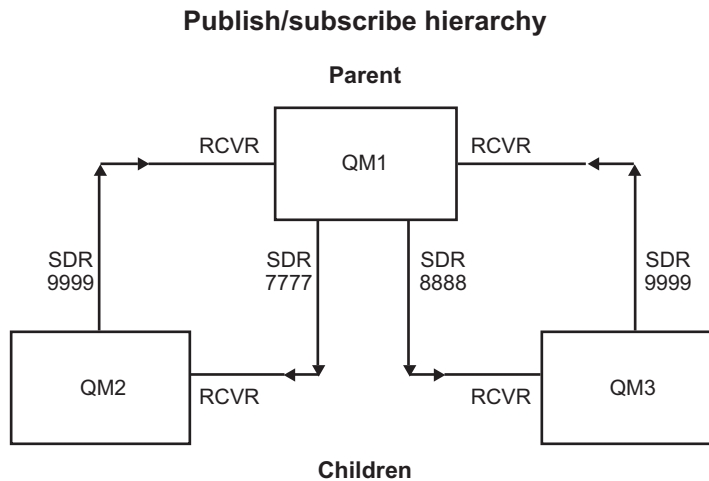 Publish/subscribe hierarchy
Parent
RCVR
QM1
RCVR
SDR
9999
SDR
7777
SDR
8888
SDR
9999
QM2
RCVR
RCVR
QM3
Children